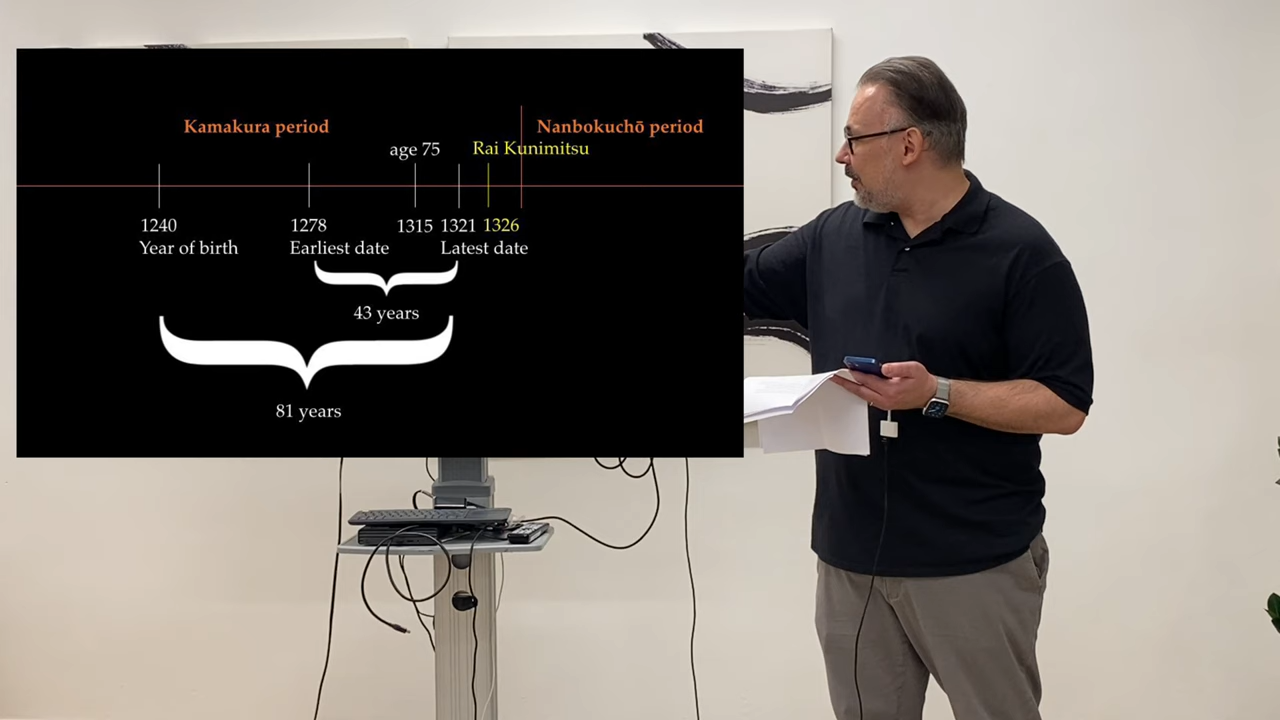 Kamakura period
Nanbokuchō period
age 75
Rai Kunimitsu
1240
1278
1315
1321
1326
Year of birth
Earliest date
Latest date
43 years
81 years